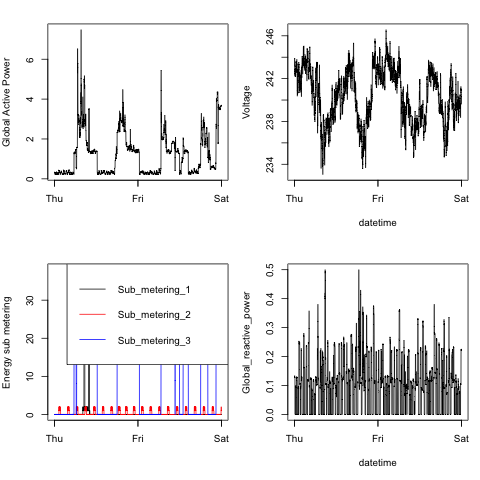 Global Active Power
0 2 4 6
Thu Fri Sat
Voltage
234 238 242 246
Thu Fri Sat
datetime
Energy sub metering
0 10 20 30
Sub_metering_1
Sub_metering_2
Sub_metering_3
Thu Fri Sat
Global_reactive_power
0.0 0.1 0.2 0.3 0.4 0.5
Thu Fri Sat
datetime